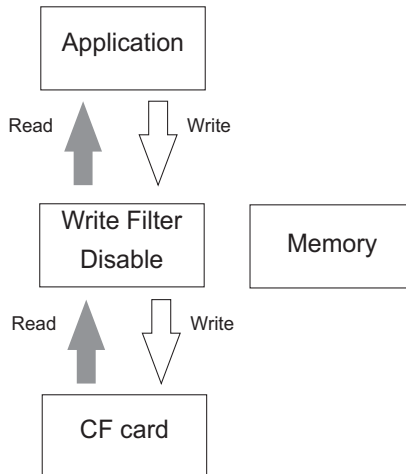 Application
Read
Write
Write Filter
Disable
Memory
Read
Write
CF card